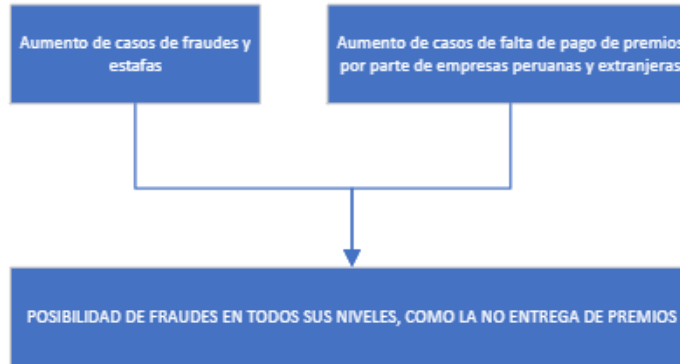 Aumento de casos de fraudes y
estafas
Aumento de casos de falta de pago de premios
por parte de empresas peruanas y extranjeras
POSIBILIDAD DE FRAUDES EN TODOS SUS NIVELES, COMO LA NO ENTREGA DE PREMIOS